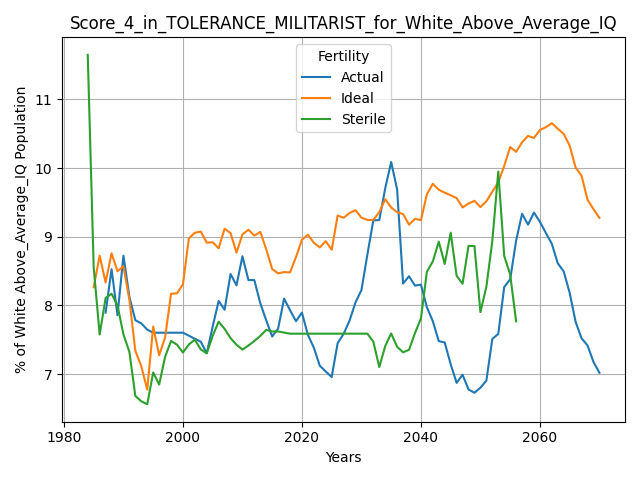 Score_4_in_TOLERANCE_MILITARIST_for_White_Above_Average_IQ
Fertility
Actual
Ideal
Sterile
% of White Above_Average_IQ Population
11
10
9
8
7
1980
2000
2020
2040
2060
Years